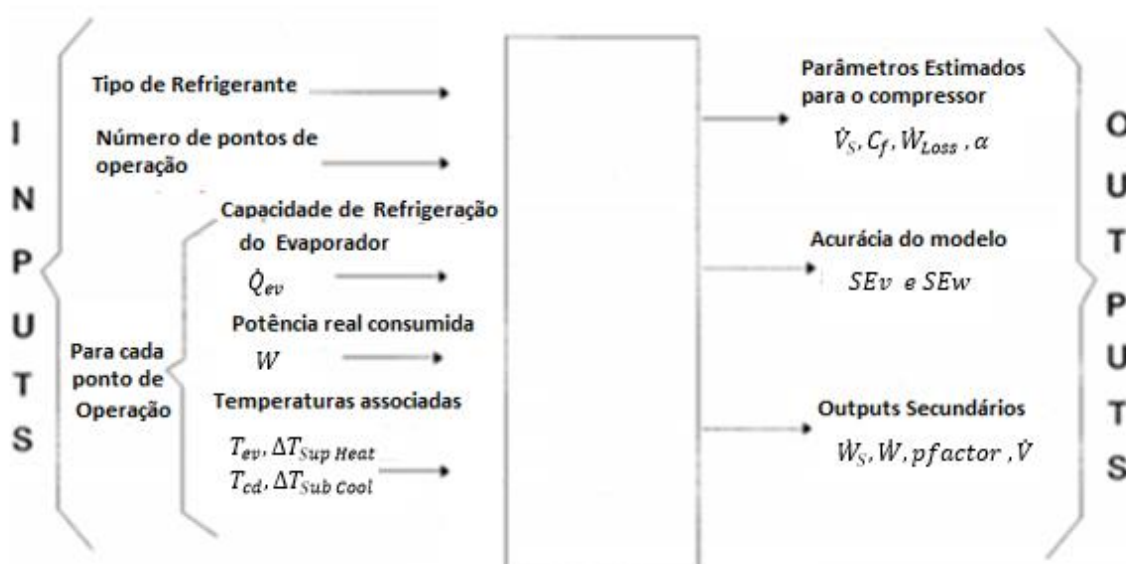 INPUTS
Tipo de Refrigerante
Número de pontos de
operação
Para cada
ponto de
Operação
Capacidade de Refrigeração
do Evaporador
Q̇ev
Potência real consumida
W
Temperaturas associadas
Tev, ΔTSup Heat
Tcd, ΔTSub Cool
Parâmetros Estimados
para o compressor
V̇S, Cf, ẆLoss , α
Acurácia do modelo
SEv e SEw
Outputs Secundários
ẆS, Ẇ, pfactor , V̇
OUTPUTS